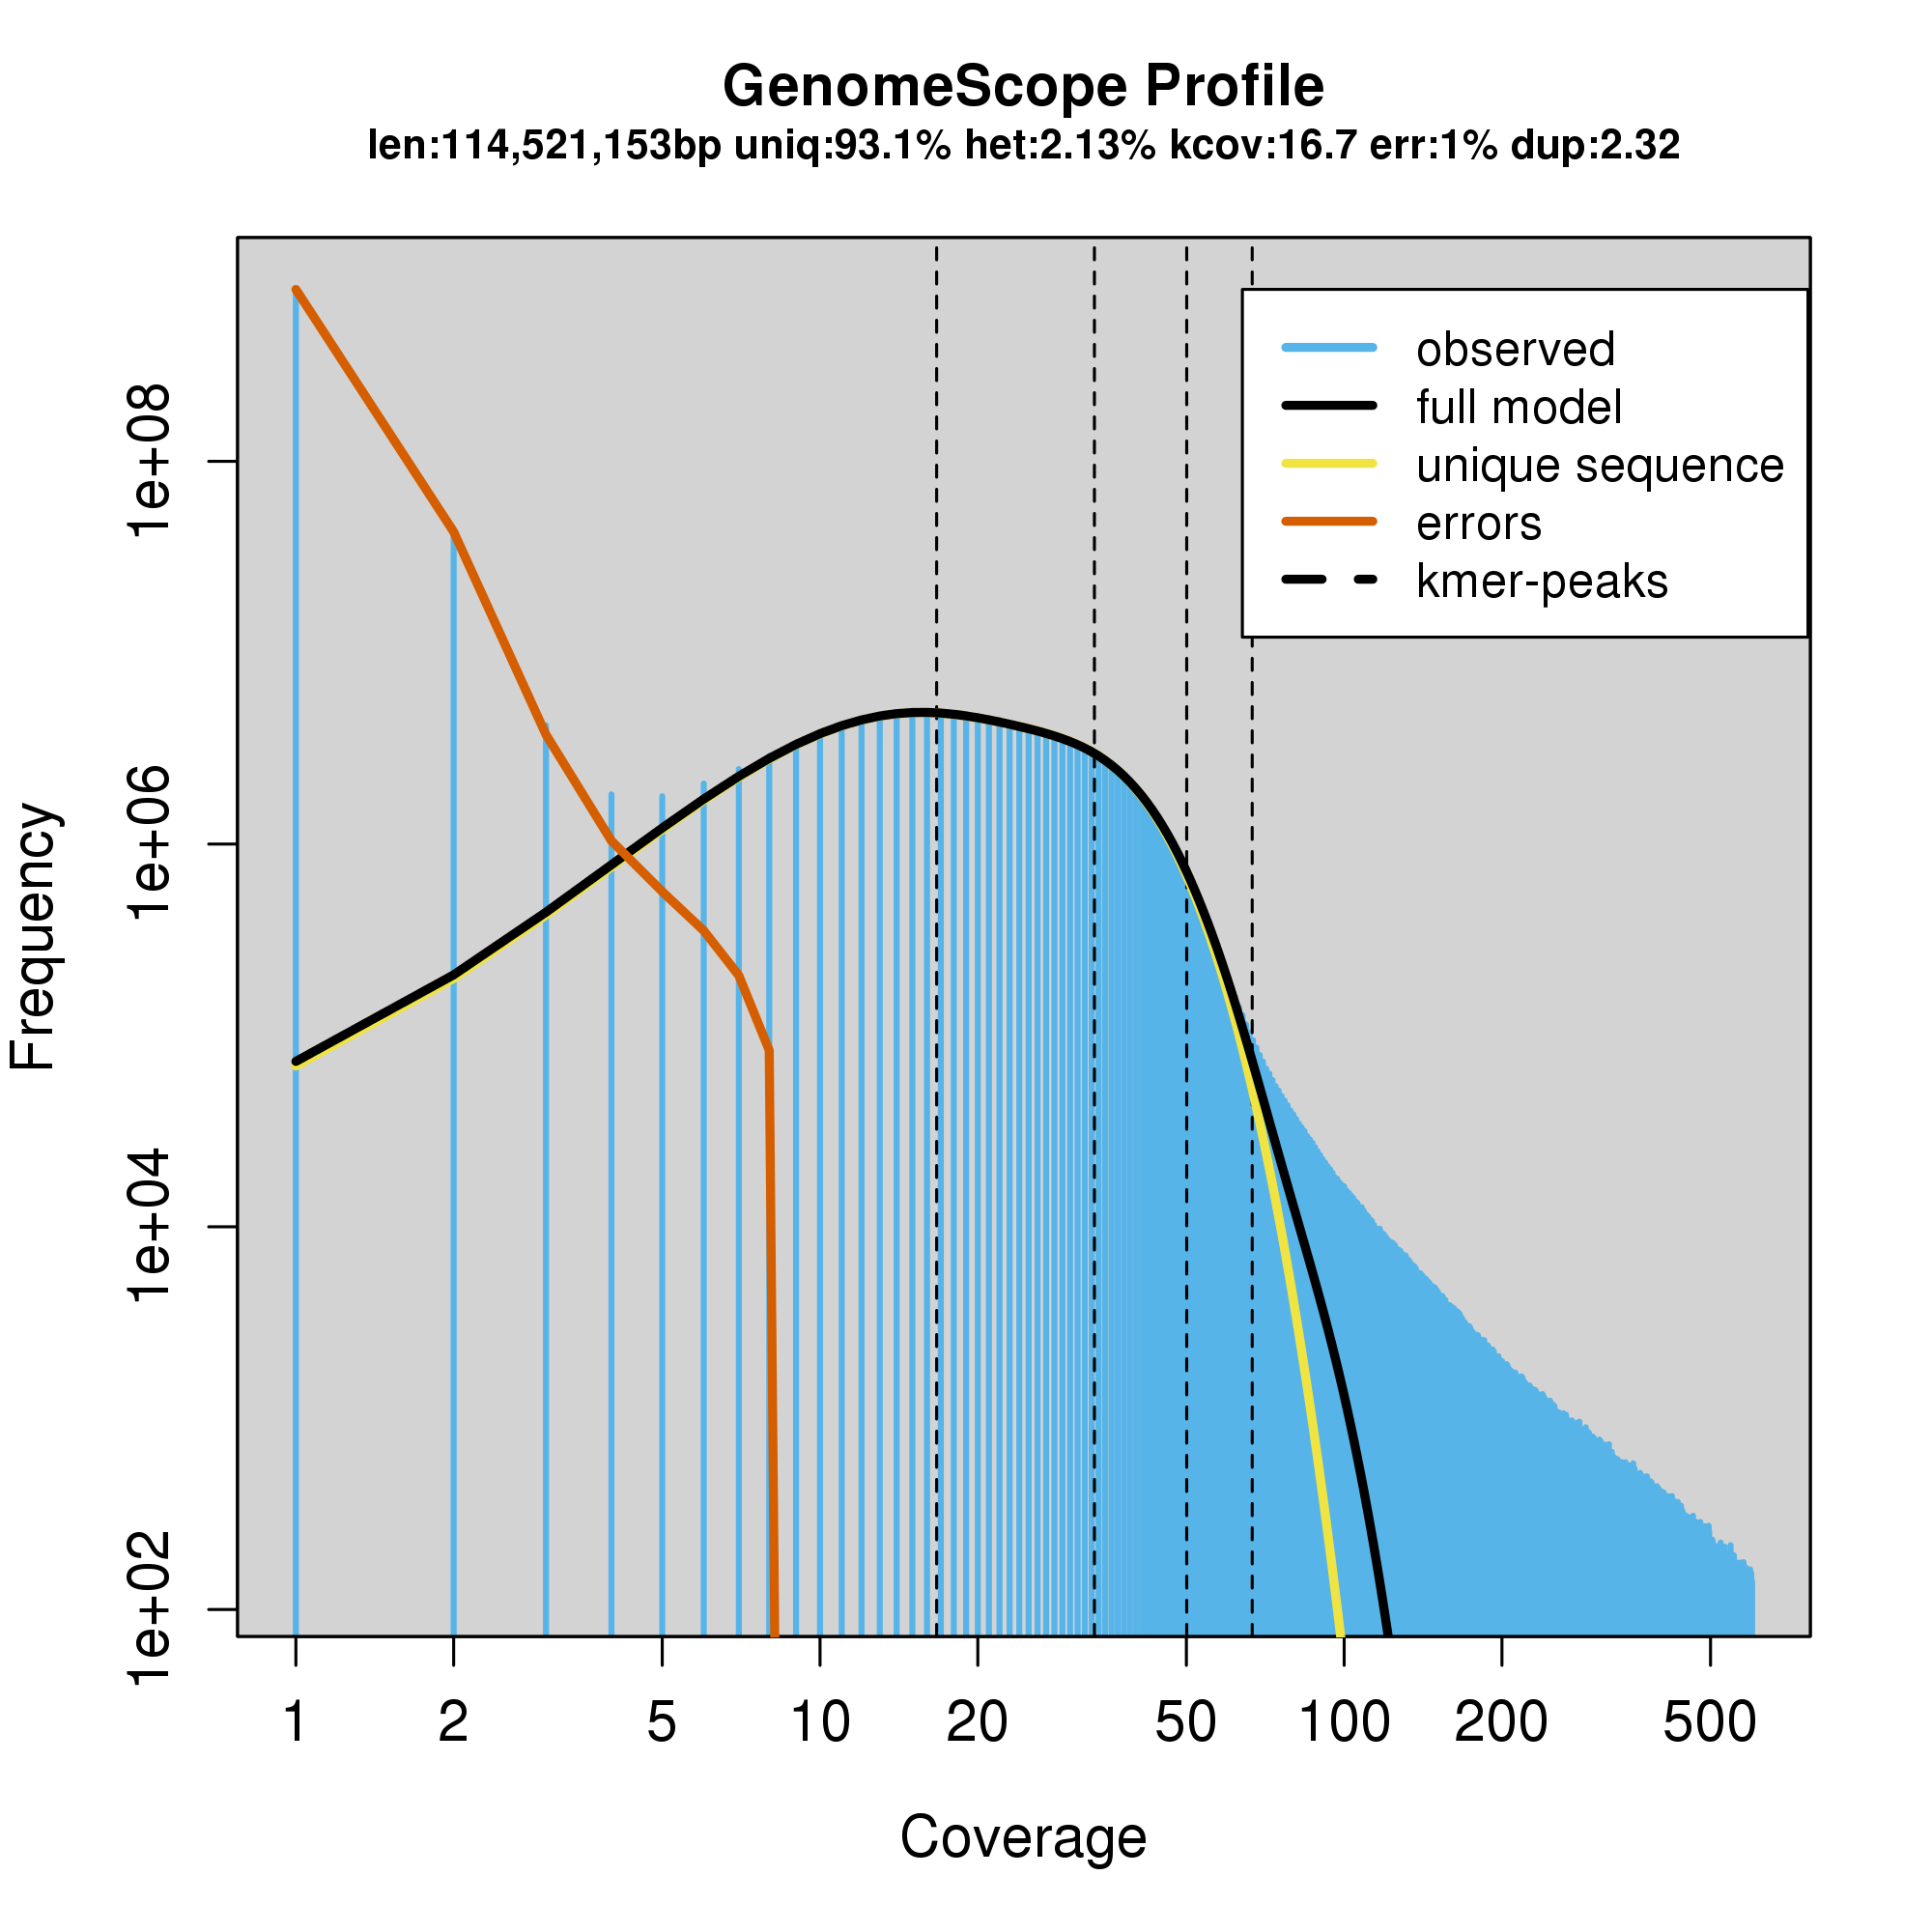 GenomeScope Profile
len:114,521,153bp uniq:93.1% het:2.13% kcov:16.7 err:1% dup:2.32
observed
full model
unique sequence
errors
kmer-peaks
Frequency
1e+08
1e+06
1e+04
1e+02
1 2 5 10 20 50 100 200 500
Coverage